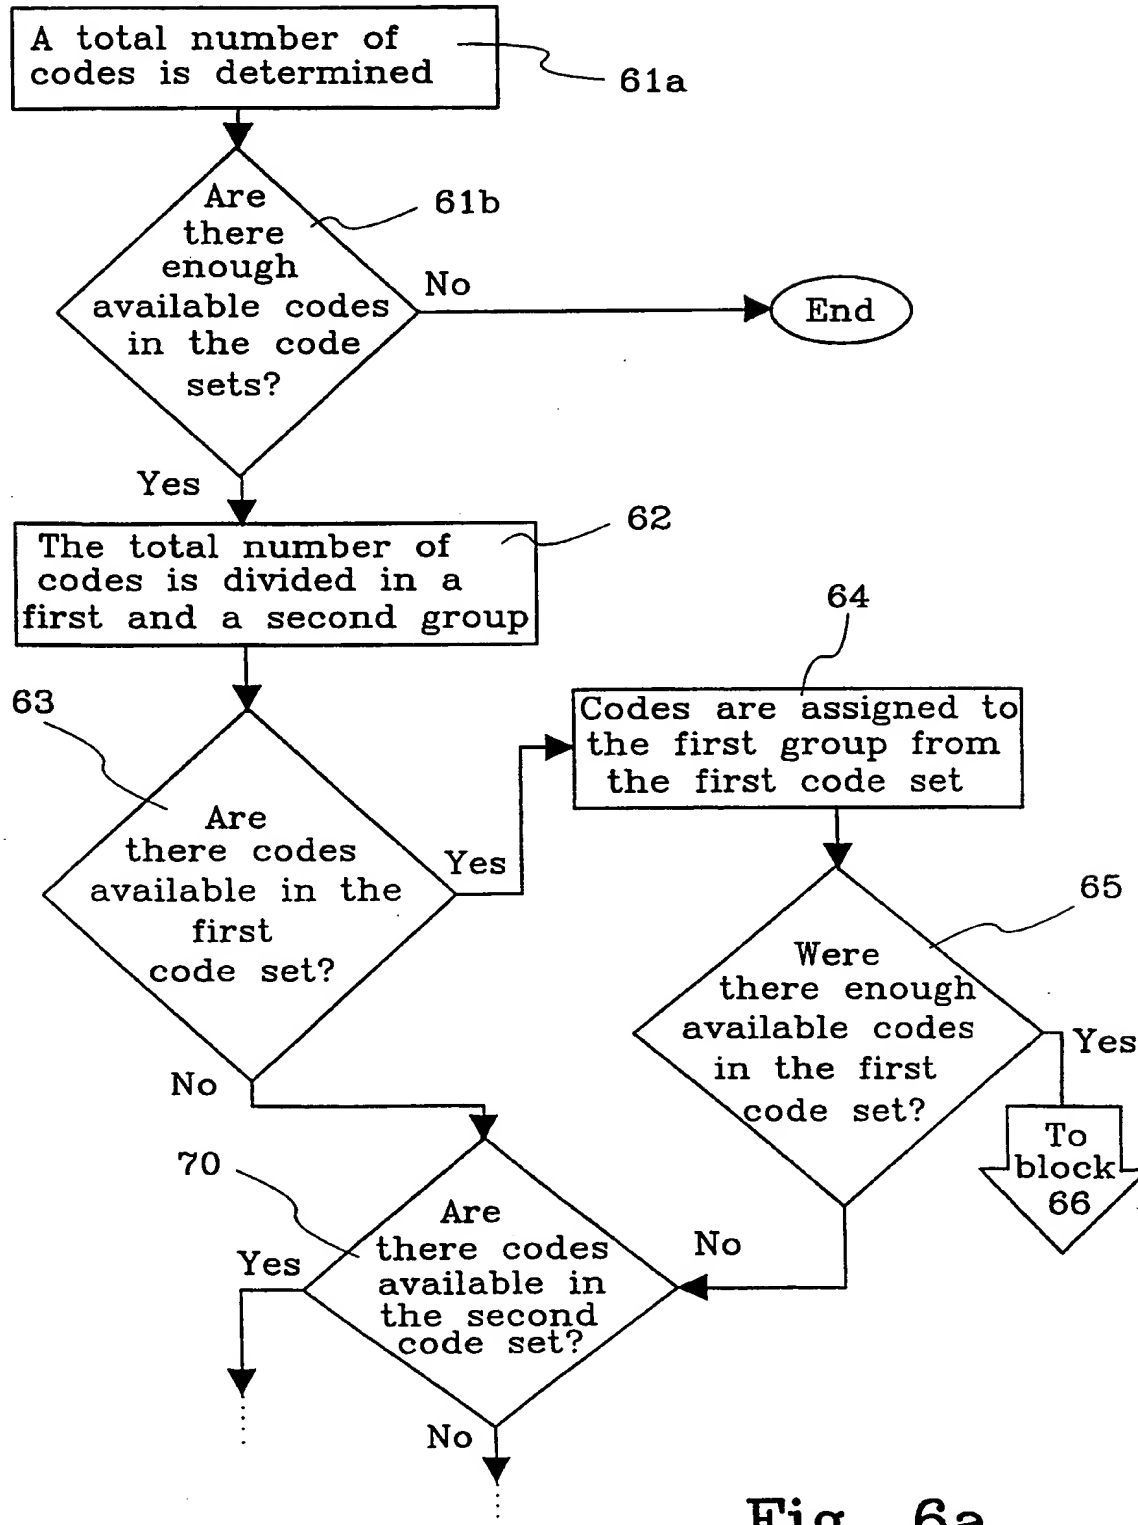 A total number of
codes is determined
61a
Are
there
enough
available codes
in the code
sets?
61b
No
End
Yes
The total number of
codes is divided in a
first and a second group
62
63
Are
there codes
available in the
first
code set?
Yes
64
Codes are assigned to
the first group from
the first code set
65
Were
there enough
available codes
in the first
code set?
Yes
To
block
66
No
No
70
Are
there codes
available in
the second
code set?
Yes
No
Fig. 6a